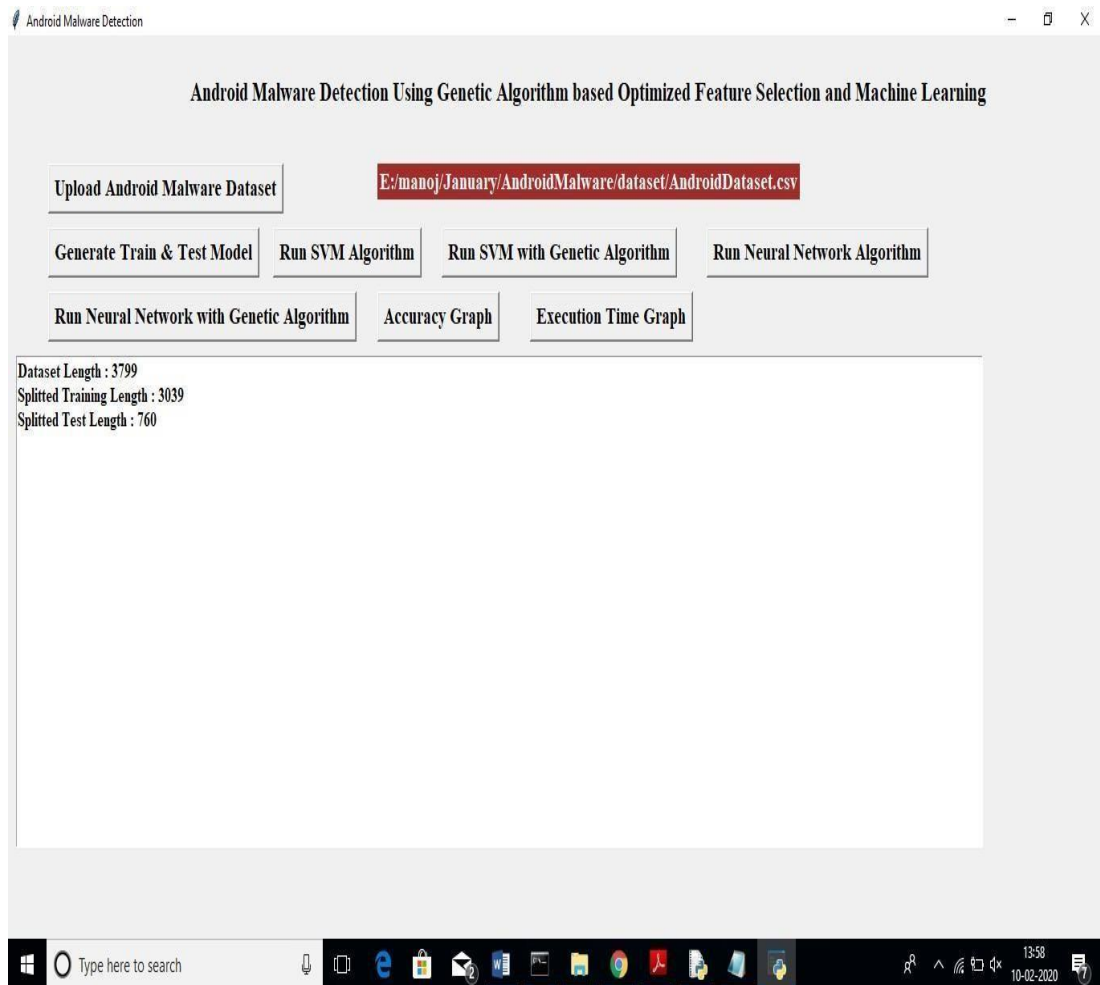 Android Malware Detection
Android Malware Detection Using Genetic Algorithm based Optimized Feature Selection and Machine Learning
Upload Android Malware Dataset
E:/manoj/January/AndroidMalware/dataset/AndroidDataset.csv
Generate Train & Test Model
Run SVM Algorithm
Run SVM with Genetic Algorithm
Run Neural Network Algorithm
Run Neural Network with Genetic Algorithm
Accuracy Graph
Execution Time Graph
Dataset Length : 3799
Splitted Training Length : 3039
Splitted Test Length : 760
Type here to search
2
13:58
10-02-2020
7